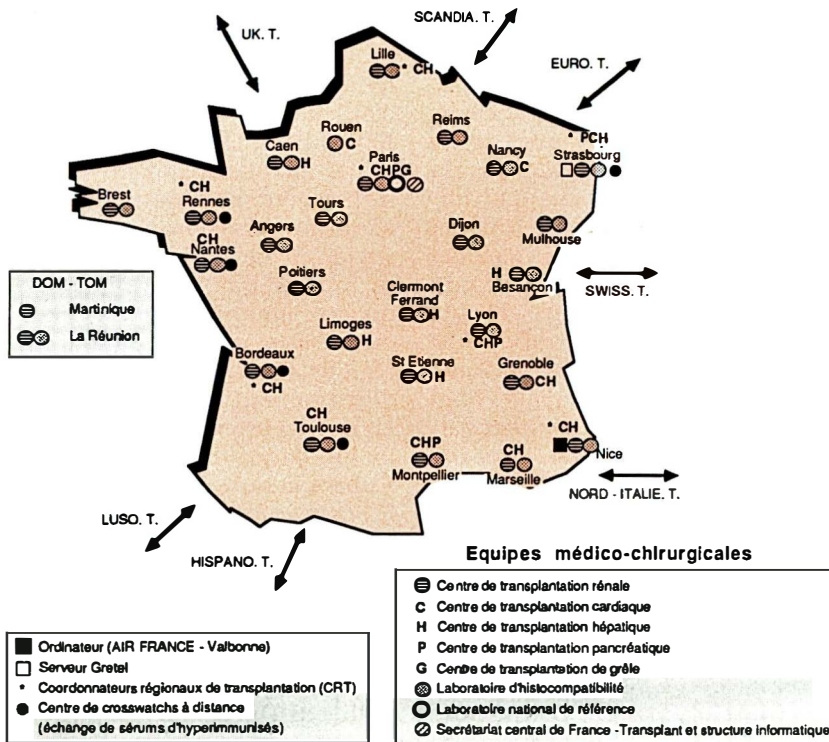 SCANDIA. T.
UK. T.
EURO. T.
Lille
* CH
Rouen
C
Reims
* PCH
Strasbourg
Caen
H
Paris
* CHPG
Nancy
C
* CH
Rennes
Brest
Tours
CH
Nantes
Angers
Dijon
Mulhouse
DOM - TOM
Martinique
La Réunion
Poitiers
H
Besançon
SWISS. T.
Clermont
Ferrand
H
Lyon
* CHP
Limoges
H
Bordeaux
* CH
St Etienne
H
Grenoble
CH
CH
Toulouse
* CH
Nice
CHP
Montpellier
CH
Marseille
NORD - ITALIE. T.
LUSO. T.
HISPANO. T.
Equipes médico-chirurgicales
Centre de transplantation rénale
C Centre de transplantation cardiaque
H Centre de transplantation hépatique
P Centre de transplantation pancréatique
G Centre de transplantation de grêle
Laboratoire d'histocompatibilité
Laboratoire national de référence
Secrétariat central de France - Transplant et structure informatique
Ordinateur (AIR FRANCE - Valbonne)
Serveur Gretel
* Coordonnateurs régionaux de transplantation (CRT)
Centre de crosswatchs à distance
(échange de sérums d'hyperimmunisés)